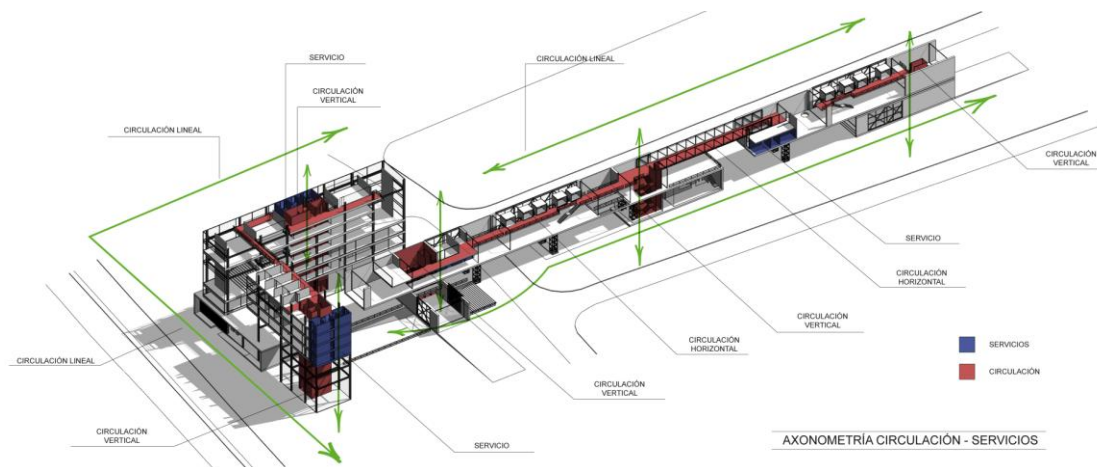 SERVICIO
CIRCULACIÓN
VERTICAL
CIRCULACIÓN LINEAL
CIRCULACIÓN LINEAL
CIRCULACIÓN
VERTICAL
SERVICIO
CIRCULACIÓN
HORIZONTAL
CIRCULACIÓN
VERTICAL
CIRCULACIÓN
HORIZONTAL
CIRCULACIÓN
VERTICAL
CIRCULACIÓN LINEAL
CIRCULACIÓN
VERTICAL
SERVICIO
SERVICIOS
CIRCULACIÓN
AXONOMETRÍA CIRCULACIÓN - SERVICIOS